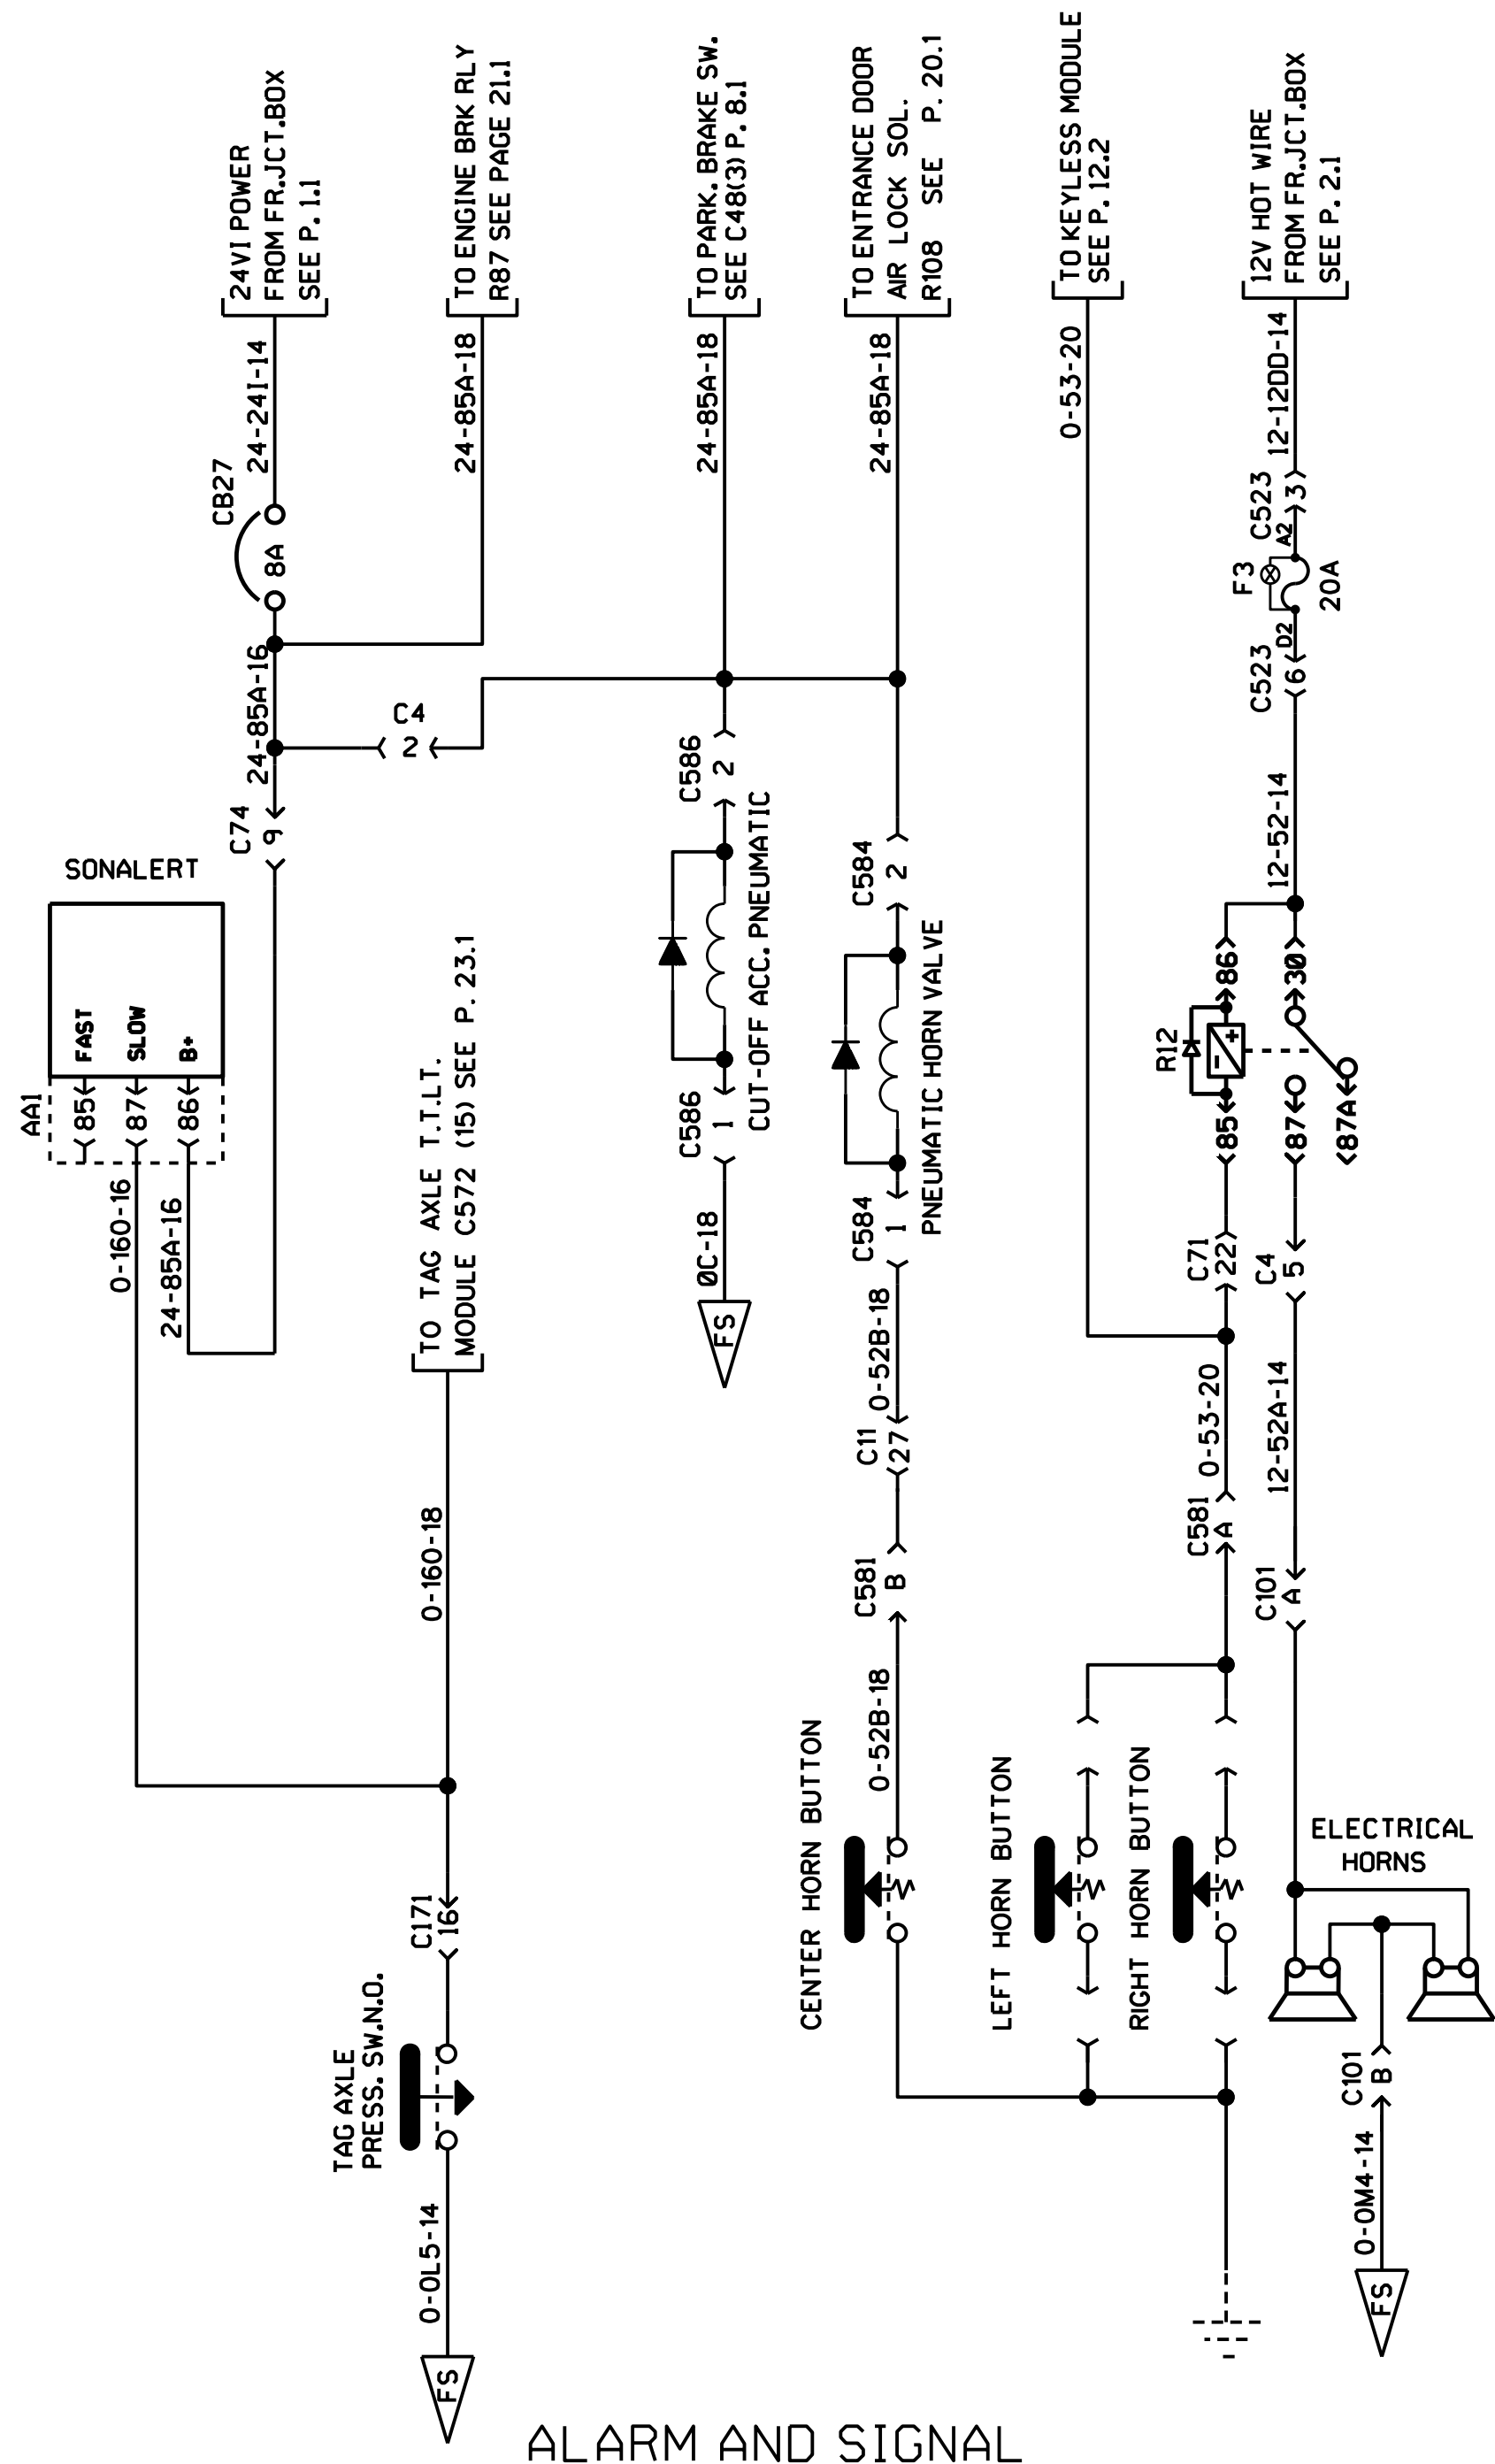 24VI POWER
FROM FR.JCT.BOX
SEE P. 1.1
TO ENGINE BRK RLY
R87 SEE PAGE 21.1
TO PARK. BRAKE SW.
SEE C48(3) P. 8.1
TO ENTRANCE DOOR
AIR LOCK SOL.
R108 SEE P. 20.1
TO KEYLESS MODULE
SEE P. 12.2
12V HOT WIRE
FROM FR.JCT.BOX
SEE P. 2.1
24-24I-14
24-85A-18
24-85A-18
24-85A-18
0-53-20
12-12DD-14
CB27
8A
C523
3
A2
F3
20A
D2
C523
6
24-85A-16
C4
2
C74
9
C586
2
C584
2
12-52-14
SONALERT
FAST
SLOW
B+
AA1
85
87
86
0-160-16
24-85A-16
TO TAG AXLE T.T.LT.
MODULE C572 (15) SEE P. 23.1
CUT-OFF ACC. PNEUMATIC
C586
1
0C-18
FS
PNEUMATIC HORN VALVE
C584
1
0-52B-18
C11
27
86
30
R12
+
-
85
87
87A
C71
22
C4
5
0-53-20
12-52A-14
0-160-18
C581
B
C581
A
C101
A
0-52B-18
CENTER HORN BUTTON
LEFT HORN BUTTON
RIGHT HORN BUTTON
ELECTRICAL
HORNS
C171
16
TAG AXLE
PRESS. SW.N.O.
C101
B
0-0M4-14
FS
0-0L5-14
FS
ALARM AND SIGNAL